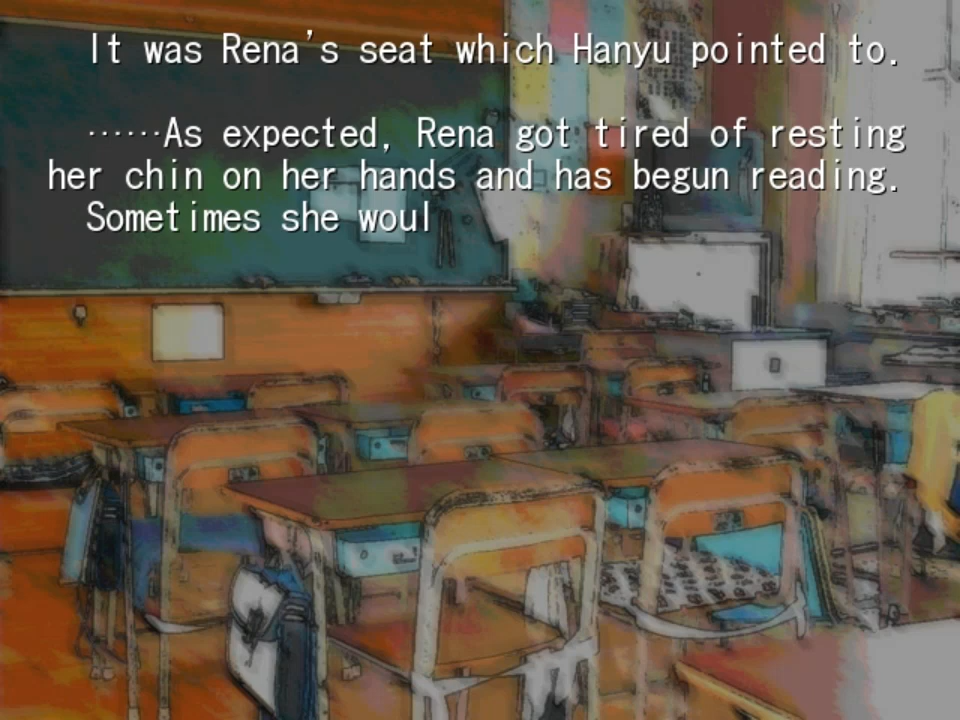 It was Rena's seat which Hanyu pointed to.
······As expected, Rena got tired of resting
her chin on her hands and has begun reading.
Sometimes she woul